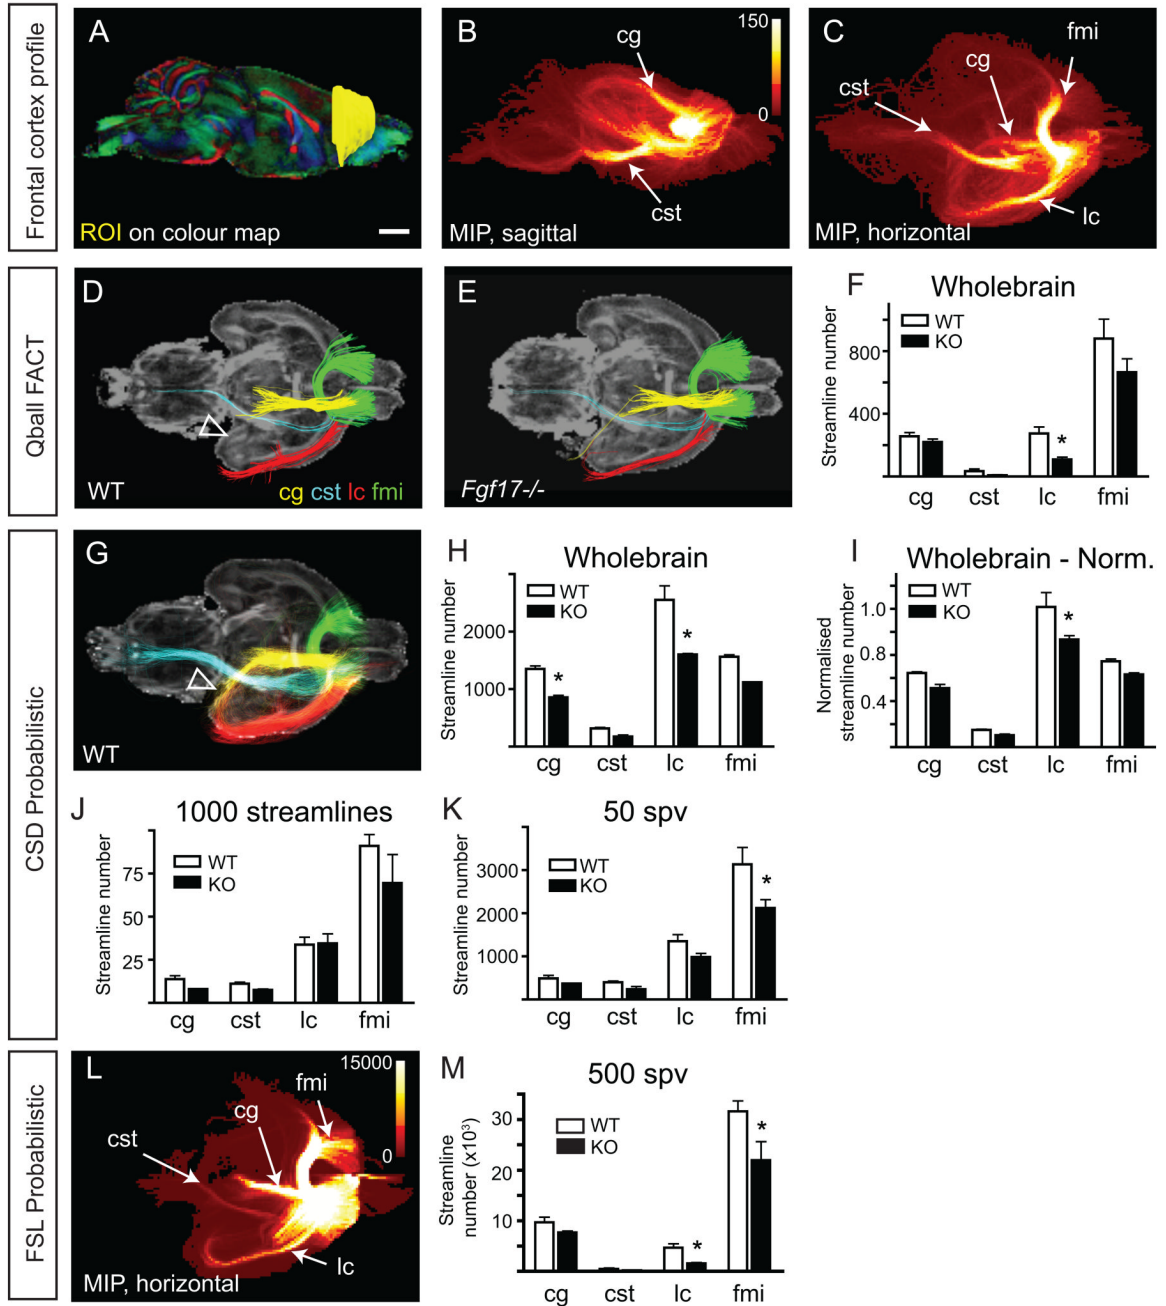 Frontal cortex profile
A
ROI on colour map
B
cg
cst
150
0
MIP, sagittal
C
fmi
cg
cst
lc
MIP, horizontal
Qball FACT
D
WT
cg cst lc fmi
E
Fgf17-/-
F
Wholebrain
Streamline number
800
400
WT
KO
*
cg cst lc fmi
CSD Probabilistic
G
WT
H
Wholebrain
Streamline number
2000
1000
WT
KO
*
*
cg cst lc fmi
I
Wholebrain - Norm.
Normalised
streamline number
1.0
0.8
0.4
WT
KO
*
cg cst lc fmi
J
1000 streamlines
Streamline number
75
50
25
WT
KO
cg cst lc fmi
K
50 spv
Streamline number
3000
2000
1000
WT
KO
*
cg cst lc fmi
FSL Probabilistic
L
15000
0
fmi
cg
cst
lc
MIP, horizontal
M
500 spv
Streamline
number (x10³)
30
20
10
WT
KO
*
*
cg cst lc fmi